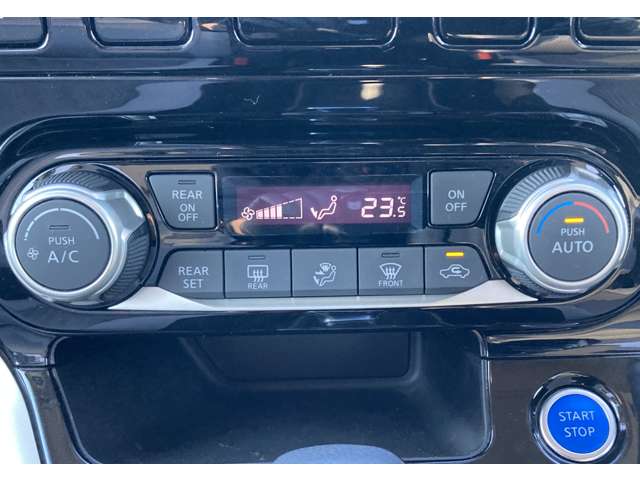 REAR
ON
OFF
23.5°C
ON
OFF
PUSH
A/C
PUSH
AUTO
REAR
SET
REAR
FRONT
START
STOP